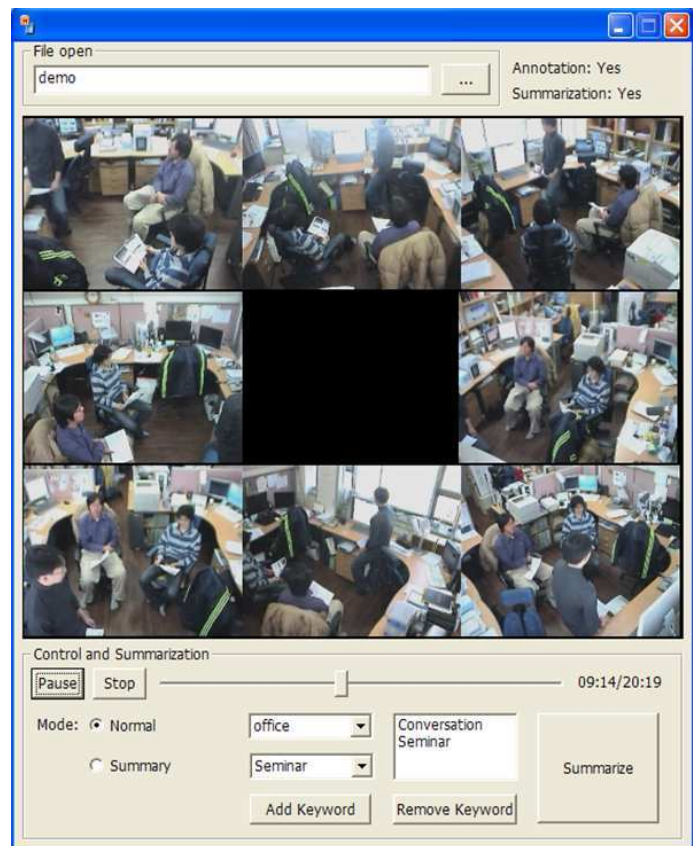 File open
demo
...
Annotation: Yes
Summarization: Yes
Control and Summarization
Pause
Stop
09:14/20:19
Mode:
Normal
office
Conversation
Seminar
Summary
Seminar
Summarize
Add Keyword
Remove Keyword